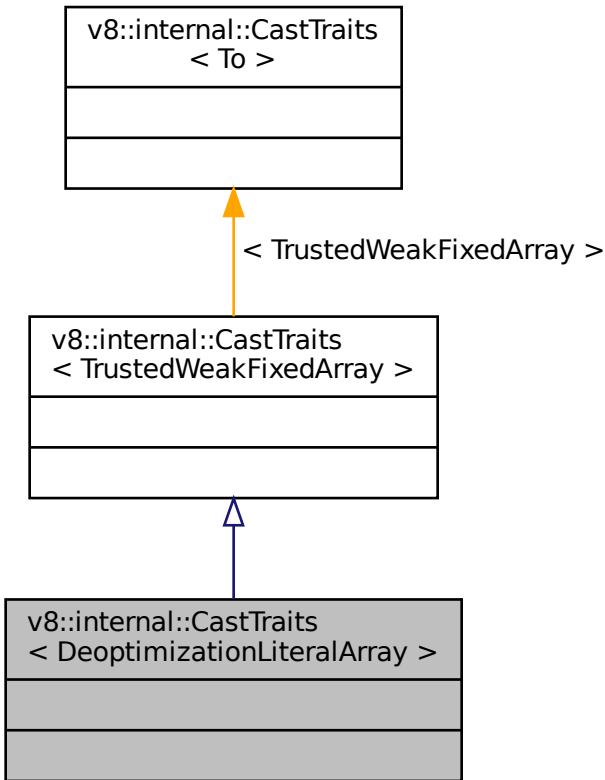 v8::internal::CastTraits
< To >
< TrustedWeakFixedArray >
v8::internal::CastTraits
< TrustedWeakFixedArray >
v8::internal::CastTraits
< DeoptimizationLiteralArray >